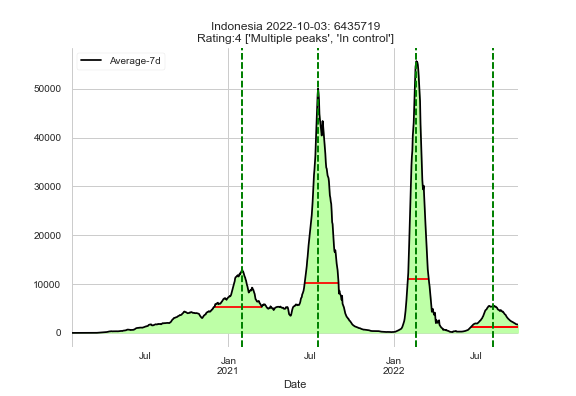 Indonesia 2022-10-03: 6435719
Rating:4 ['Multiple peaks', 'In control']
Average-7d
50000
40000
30000
20000
10000
0
Jul
Jan
2021
Jul
Jan
2022
Jul
Date